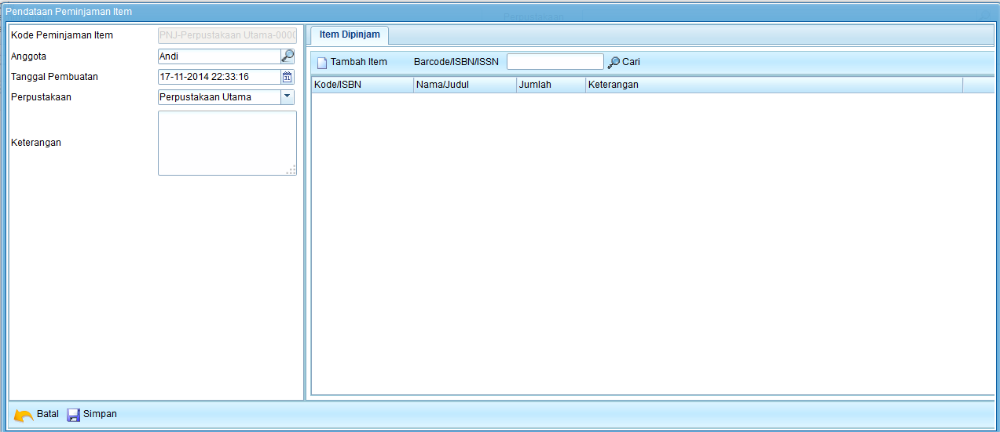 Pendataan Peminjaman Item
Perpustakaan
Kode Peminjaman Item
PNJ-Perpustakaan Utama-0000
Anggota
Andi
Tanggal Pembuatan
17-11-2014 22:33:16
31
Perpustakaan
Perpustakaan Utama
Keterangan
Item Dipinjam
Tambah Item Barcode/ISBN/ISSN Cari
Kode/ISBN Nama/Judul Jumlah Keterangan
Batal Simpan